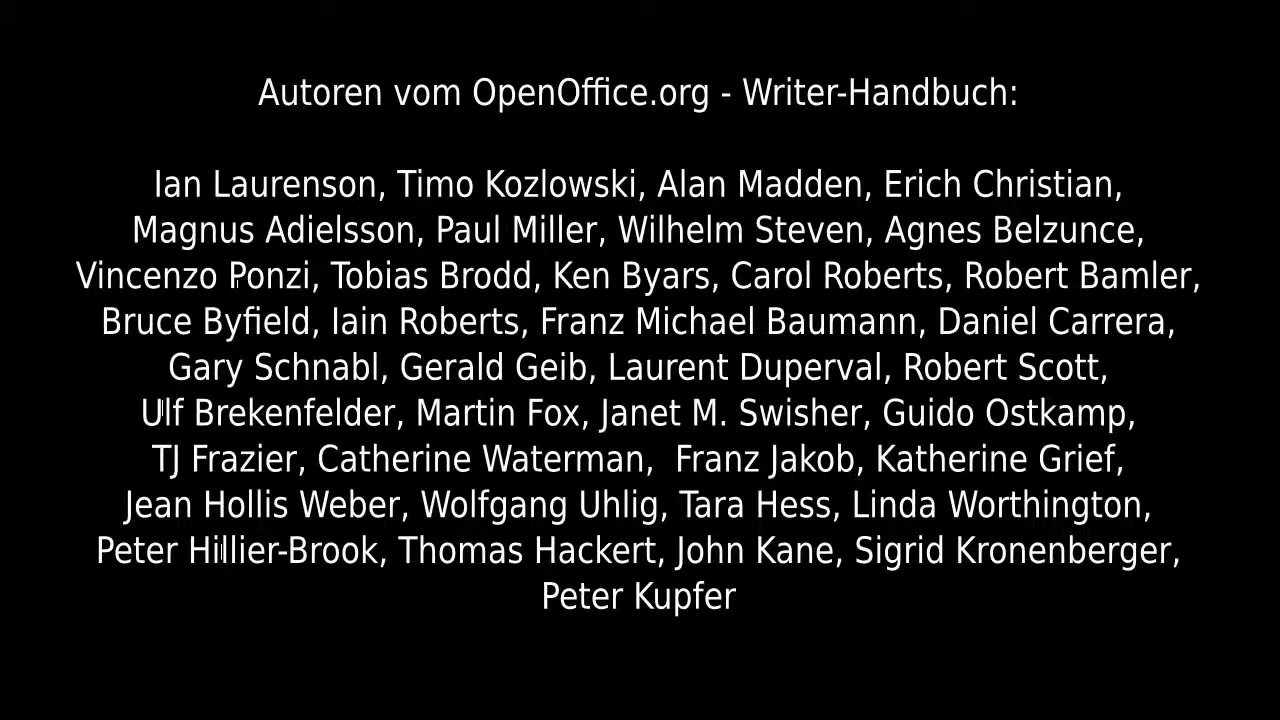 Autoren vom OpenOffice.org - Writer-Handbuch:
Ian Laurenson, Timo Kozlowski, Alan Madden, Erich Christian,
Magnus Adielsson, Paul Miller, Wilhelm Steven, Agnes Belzunce,
Vincenzo Ponzi, Tobias Brodd, Ken Byars, Carol Roberts, Robert Bamler,
Bruce Byfield, Iain Roberts, Franz Michael Baumann, Daniel Carrera,
Gary Schnabl, Gerald Geib, Laurent Duperval, Robert Scott,
Ulf Brekenfelder, Martin Fox, Janet M. Swisher, Guido Ostkamp,
TJ Frazier, Catherine Waterman,  Franz Jakob, Katherine Grief,
Jean Hollis Weber, Wolfgang Uhlig, Tara Hess, Linda Worthington,
Peter Hillier-Brook, Thomas Hackert, John Kane, Sigrid Kronenberger,
Peter Kupfer